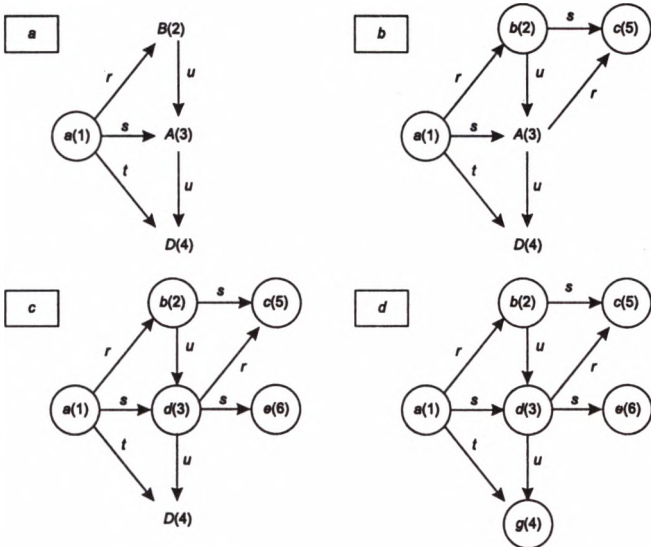 a
B(2)
r
u
a(1)
s
A(3)
t
u
D(4)
b
b(2)
s
c(5)
r
u
r
a(1)
s
A(3)
t
u
D(4)
c
b(2)
s
c(5)
r
u
r
a(1)
s
d(3)
s
e(6)
t
u
D(4)
d
b(2)
s
c(5)
r
u
r
a(1)
s
d(3)
s
e(6)
t
u
g(4)